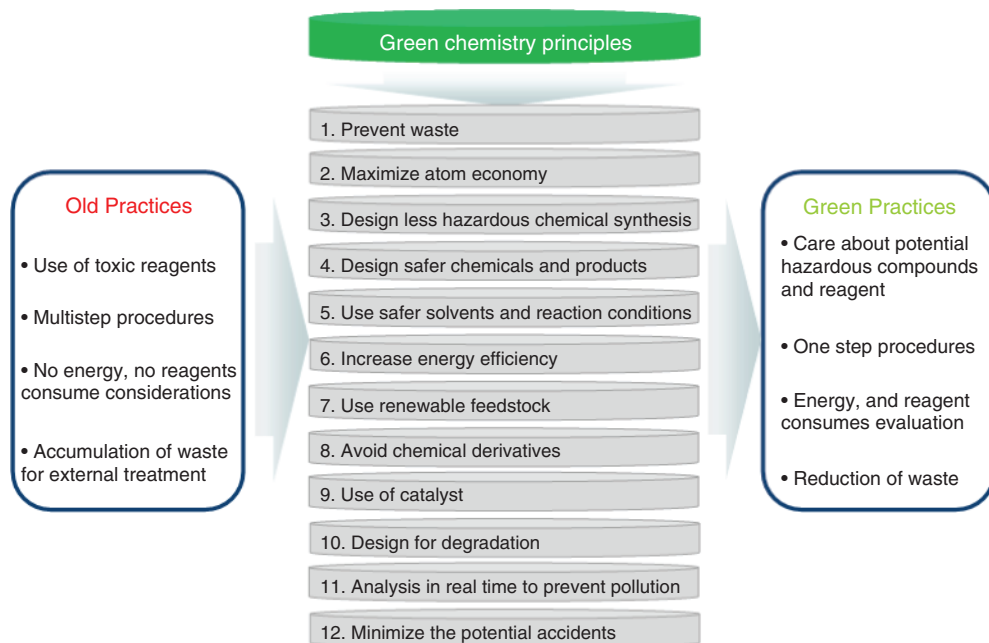 Green chemistry principles
Old Practices
• Use of toxic reagents
• Multistep procedures
• No energy, no reagents
consume considerations
• Accumulation of waste
for external treatment
1. Prevent waste
2. Maximize atom economy
3. Design less hazardous chemical synthesis
4. Design safer chemicals and products
5. Use safer solvents and reaction conditions
6. Increase energy efficiency
7. Use renewable feedstock
8. Avoid chemical derivatives
9. Use of catalyst
10. Design for degradation
11. Analysis in real time to prevent pollution
12. Minimize the potential accidents
Green Practices
• Care about potential
hazardous compounds
and reagent
• One step procedures
• Energy, and reagent
consumes evaluation
• Reduction of waste